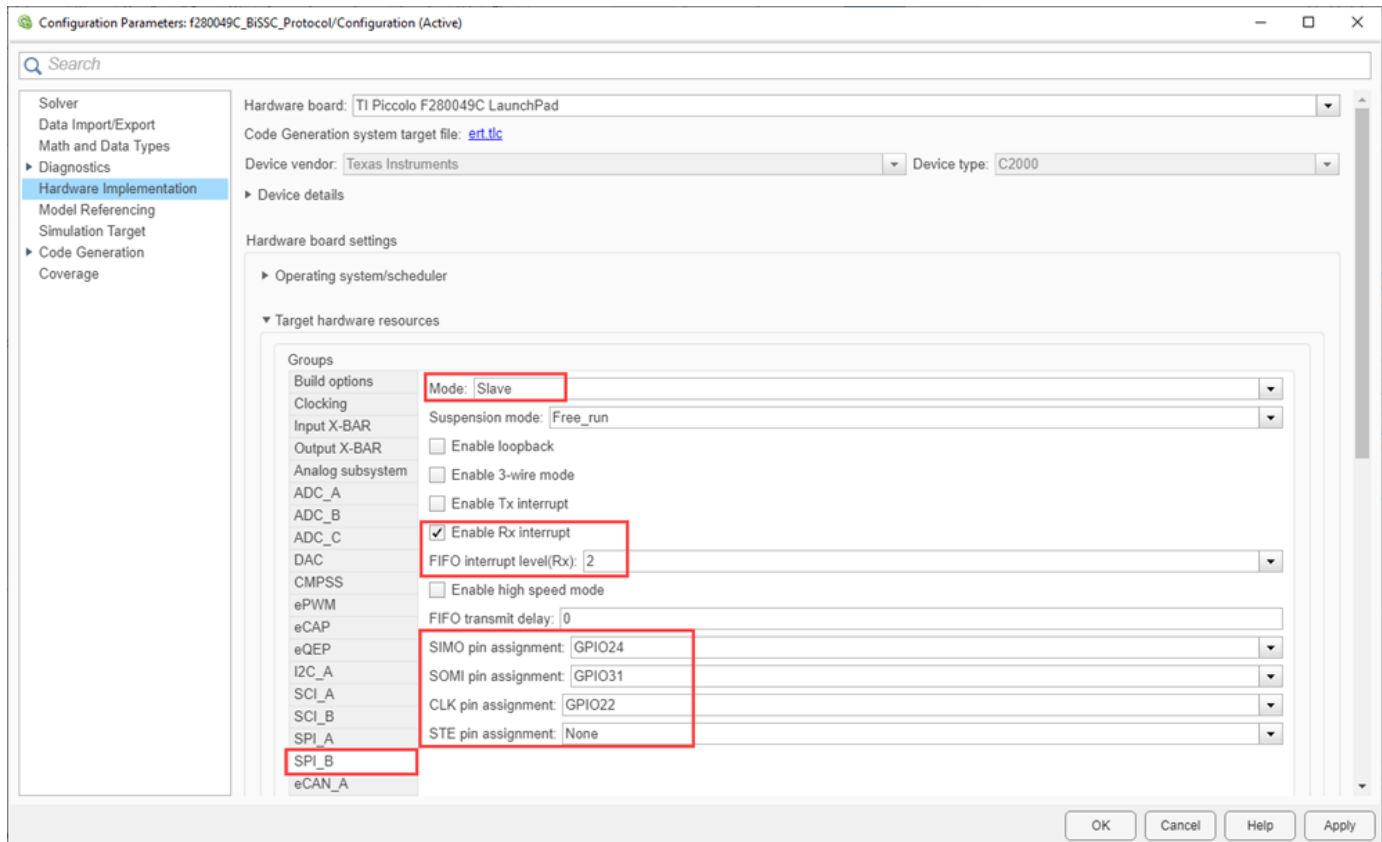 Configuration Parameters: f280049C_BiSSC_Protocol/Configuration (Active)
Search
Solver
Data Import/Export
Math and Data Types
Diagnostics
Hardware Implementation
Model Referencing
Simulation Target
Code Generation
Coverage
Hardware board: TI Piccolo F280049C LaunchPad
Code Generation system target file: ert.tlc
Device vendor: Texas Instruments Device type: C2000
Device details
Hardware board settings
Operating system/scheduler
Target hardware resources
Groups
Build options
Clocking
Input X-BAR
Output X-BAR
Analog subsystem
ADC_A
ADC_B
ADC_C
DAC
CMPSS
ePWM
eCAP
eQEP
I2C_A
SCI_A
SCI_B
SPI_A
SPI_B
eCAN_A
Mode: Slave
Suspension mode: Free_run
Enable loopback
Enable 3-wire mode
Enable Tx interrupt
Enable Rx interrupt
FIFO interrupt level(Rx): 2
Enable high speed mode
FIFO transmit delay: 0
SIMO pin assignment: GPIO24
SOMI pin assignment: GPIO31
CLK pin assignment: GPIO22
STE pin assignment: None
OK Cancel Help Apply